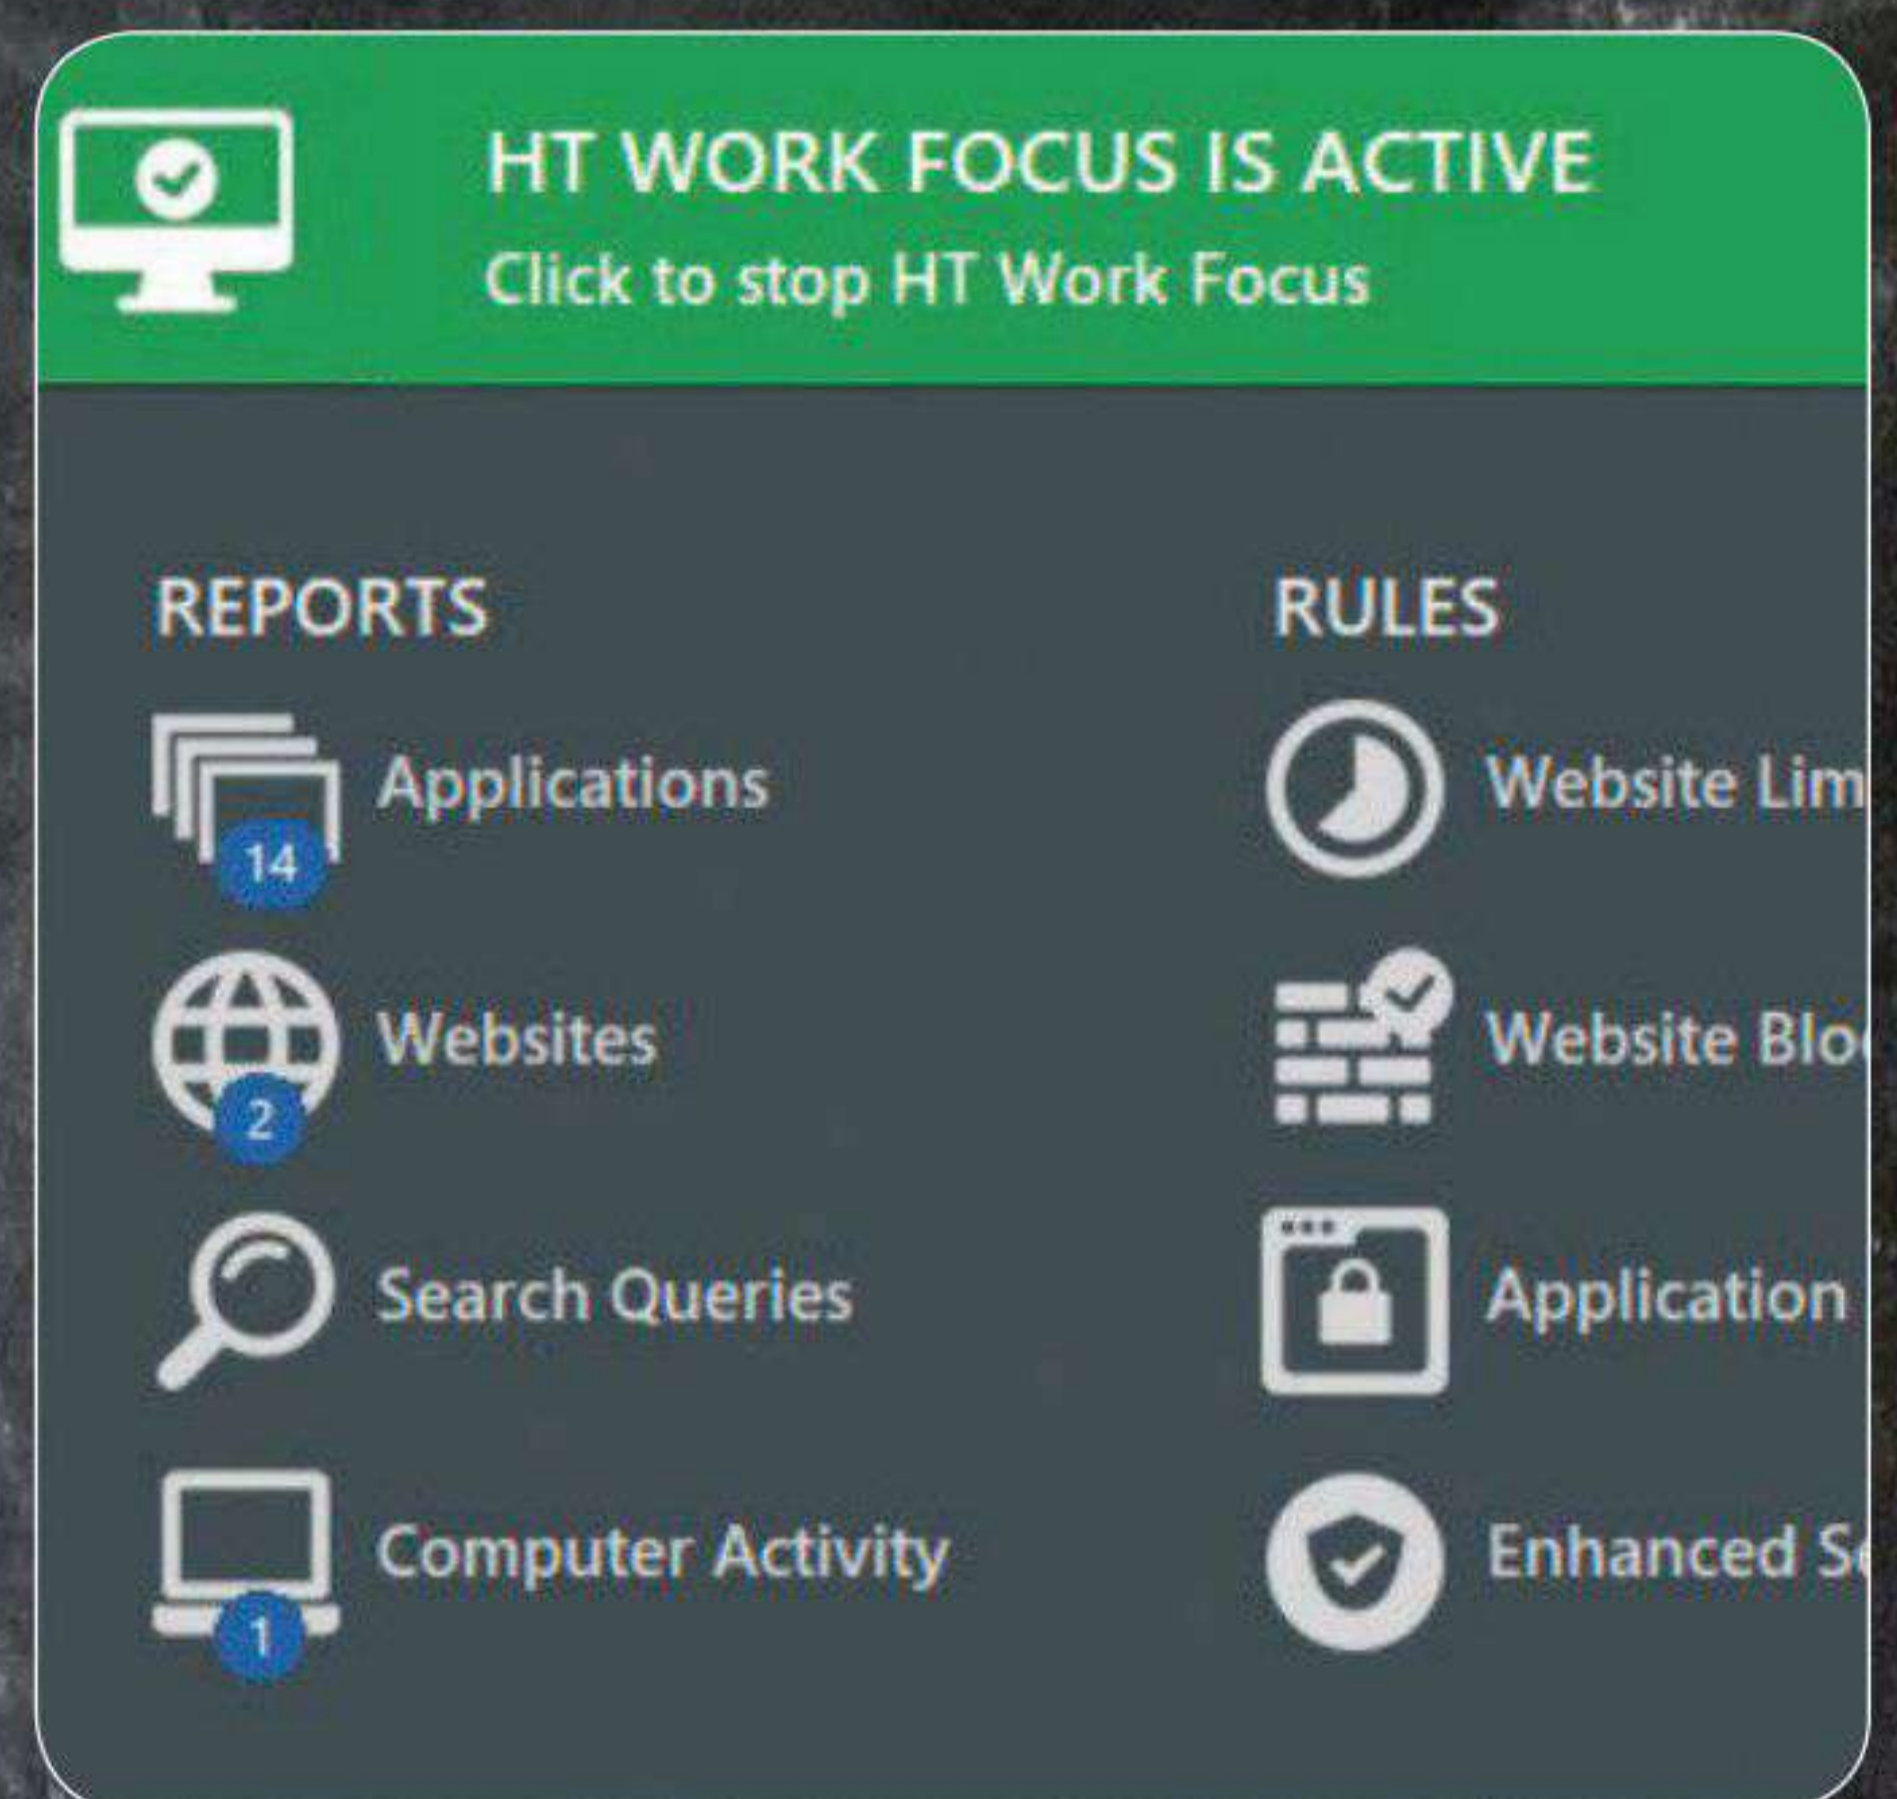 HT WORK FOCUS IS ACTIVE
Click to stop HT Work Focus
REPORTS
RULES
Applications
14
Website Lim
Websites
2
Website Blo
Search Queries
Application
Computer Activity
1
Enhanced Se